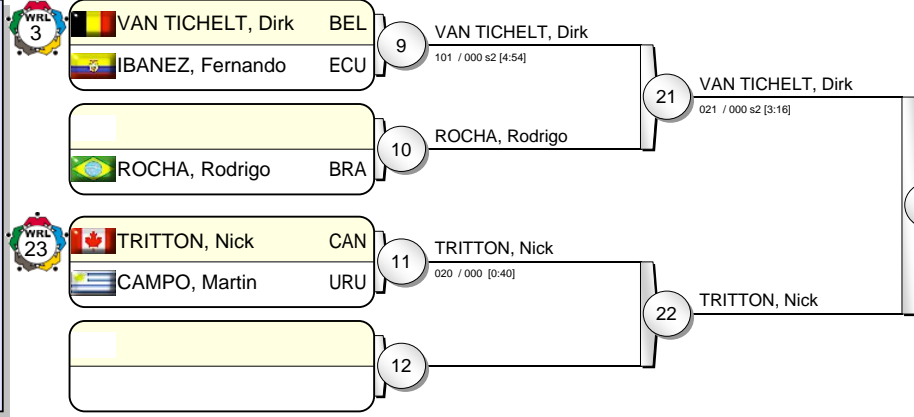 WRL
3
VAN TICHELT, Dirk BEL
IBANEZ, Fernando ECU
9
VAN TICHELT, Dirk
101 / 000 s2 [4:54]
21
VAN TICHELT, Dirk
021 / 000 s2 [3:16]
ROCHA, Rodrigo BRA
10
ROCHA, Rodrigo
WRL
23
TRITTON, Nick CAN
CAMPO, Martin URU
11
TRITTON, Nick
020 / 000 [0:40]
22
TRITTON, Nick
12